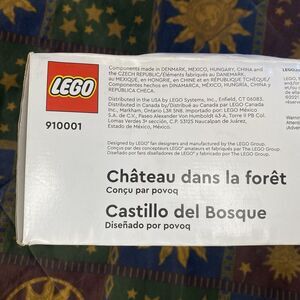 LEGO
910001
Components made in DENMARK, MEXICO, HUNGARY, CHINA and
the CZECH REPUBLIC/Éléments fabriqués au DANEMARK,
au MEXIQUE, en HONGRIE, en CHINE et en RÉPUBLIQUE TCHÈQUE/
Componentes hechos en DINAMARCA, MÉXICO, HUNGRÍA, CHINA y
REPÚBLICA CHECA.
Distributed in the USA by LEGO Systems, Inc., Enfield, CT 06083.
Distributed in Canada by/Distribué au Canada par/ LEGO Canada
Inc., Markham, Ontario L3R 5N8. Importado por LEGO México
S.A. de C.V., Paseo Alexander Von Humboldt 43-A, Torre II PB Col.
Lomas Verdes 3ª sección, C.P. 53125 Naucalpan de Juárez,
Estado de México, México.
Designed by LEGO® fan designers and manufactured by the LEGO Group.
Conçu par des designers fans de LEGO® et fabriqué par le LEGO Group.
Diseñado por fans diseñadores de LEGO® y fabricado por LEGO Group.
Château dans la forêt
Conçu par povoq
Castillo del Bosque
Diseñado por povoq